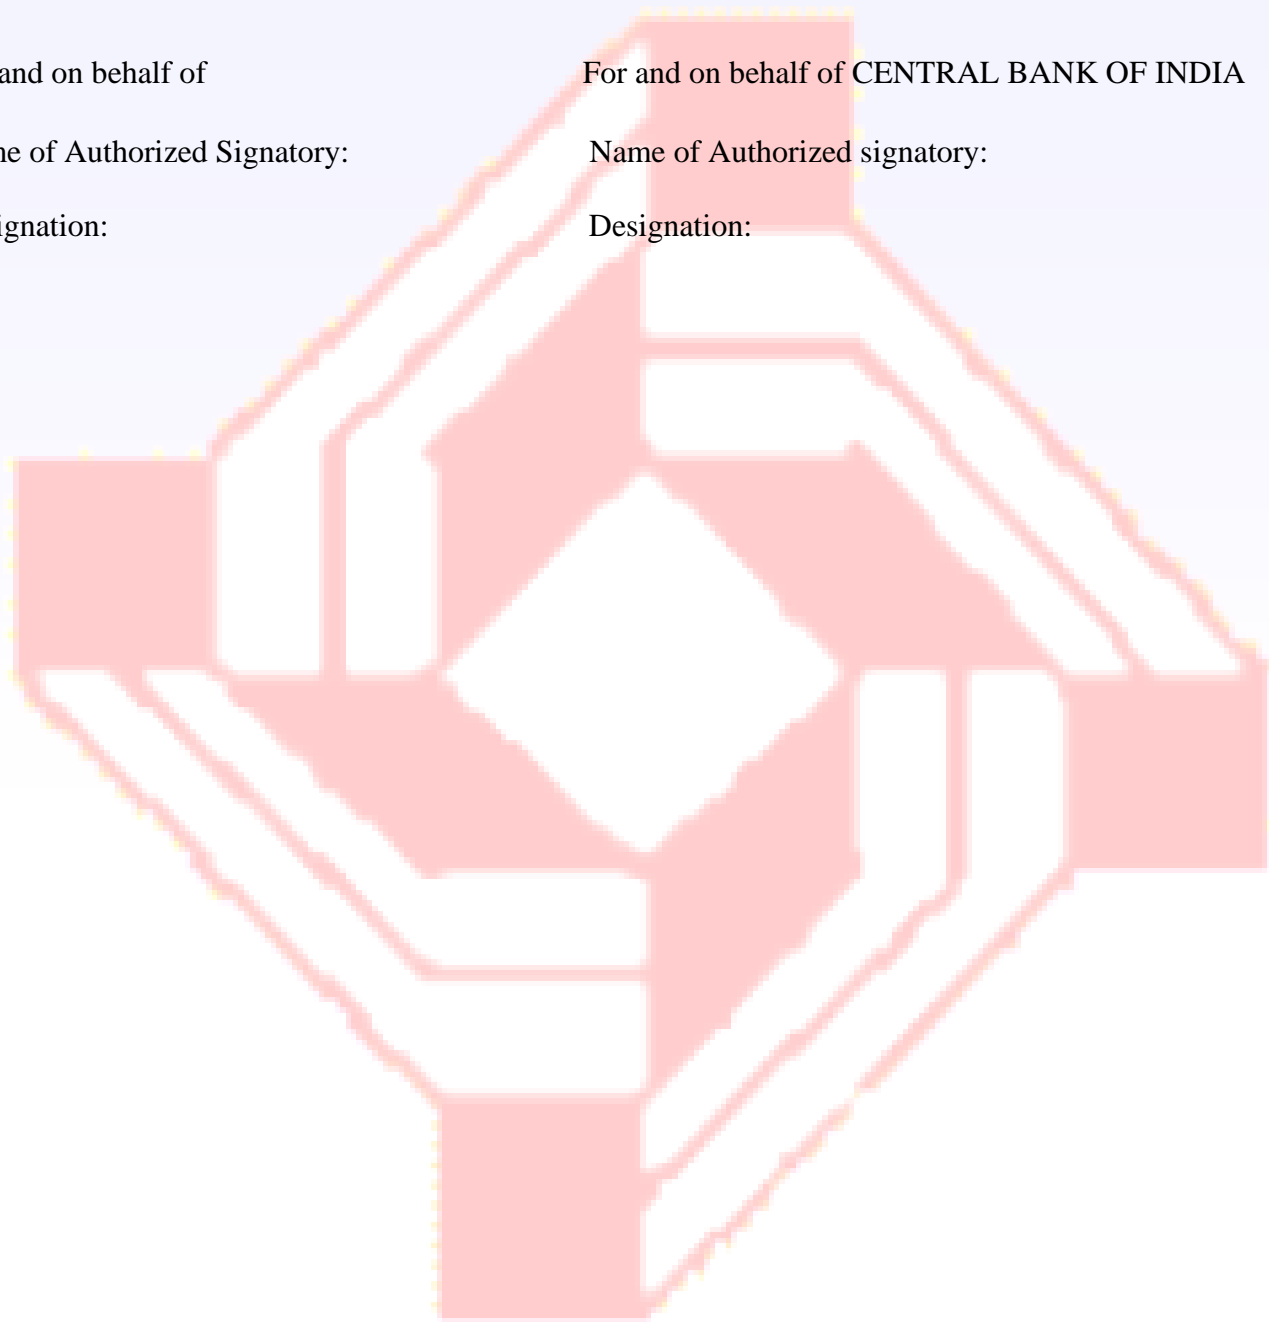 and on behalf of For and on behalf of CENTRAL BANK OF INDIA
ne of Authorized Signatory: Name of Authorized signatory:
ignation: Designation: